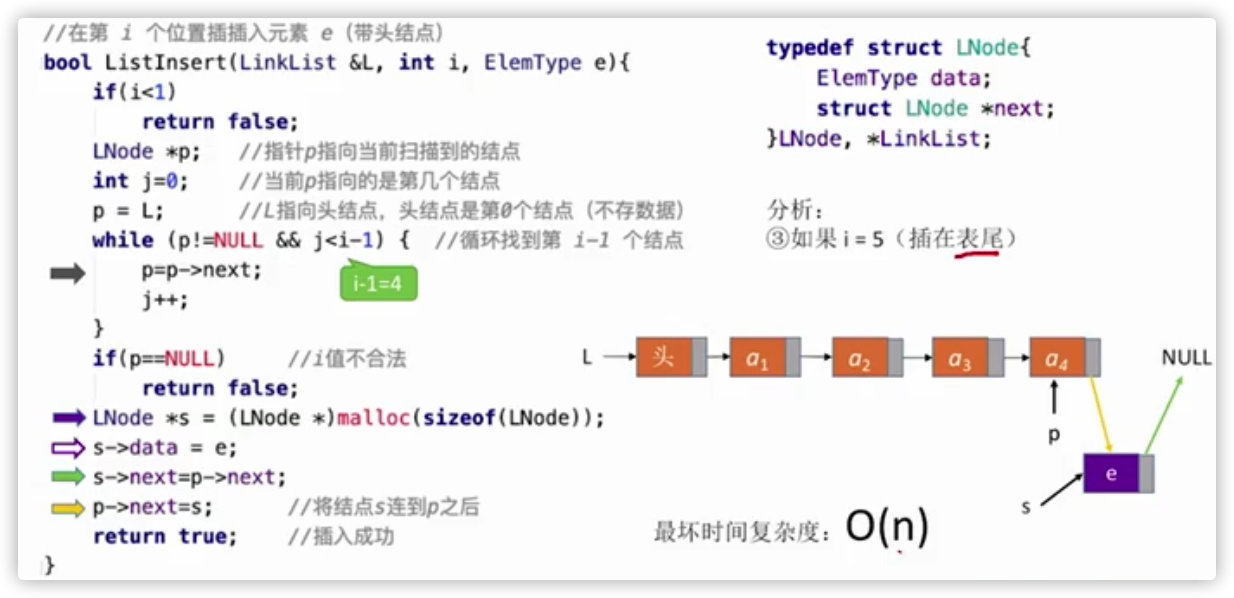 //在第 i 个位置插插入元素 e（带头结点）
bool ListInsert(LinkList &L, int i, ElemType e){
if(i<1)
return false;
LNode *p; //指针p指向当前扫描到的结点
int j=0; //当前p指向的是第几个结点
p = L; //L指向头结点，头结点是第0个结点（不存数据）
while (p!=NULL && j<i-1) { //循环找到第 i-1 个结点
p=p->next;
i-1=4
j++;
}
if(p==NULL) //i值不合法
return false;
LNode *s = (LNode *)malloc(sizeof(LNode));
s->data = e;
s->next=p->next;
p->next=s; //将结点s连到p之后
return true; //插入成功
}
typedef struct LNode{
ElemType data;
struct LNode *next;
}LNode, *LinkList;
分析：
③如果 i = 5（插在表尾）
L 头 a1 a2 a3 a4 NULL
p
e
s
最坏时间复杂度：O(n)